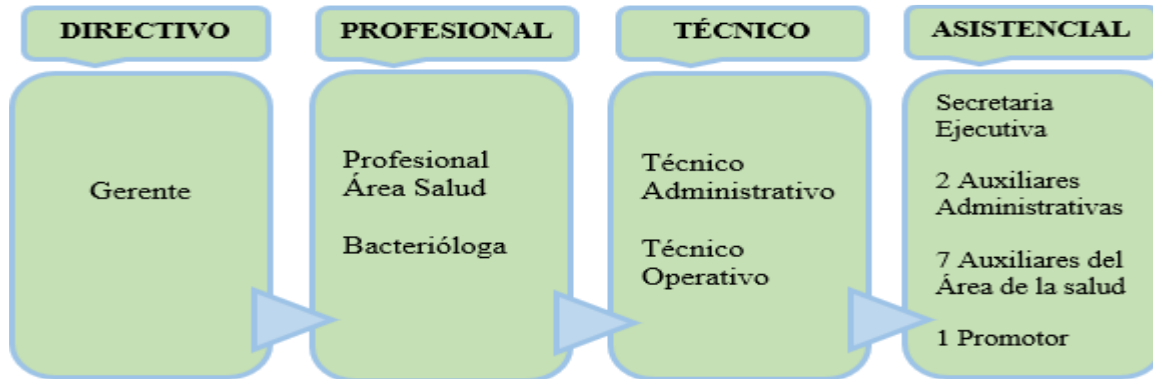 DIRECTIVO
Gerente
PROFESIONAL
Profesional
Área Salud
Bacterióloga
TÉCNICO
Técnico
Administrativo
Técnico
Operativo
ASISTENCIAL
Secretaria
Ejecutiva
2 Auxiliares
Administrativas
7 Auxiliares del
Área de la salud
1 Promotor